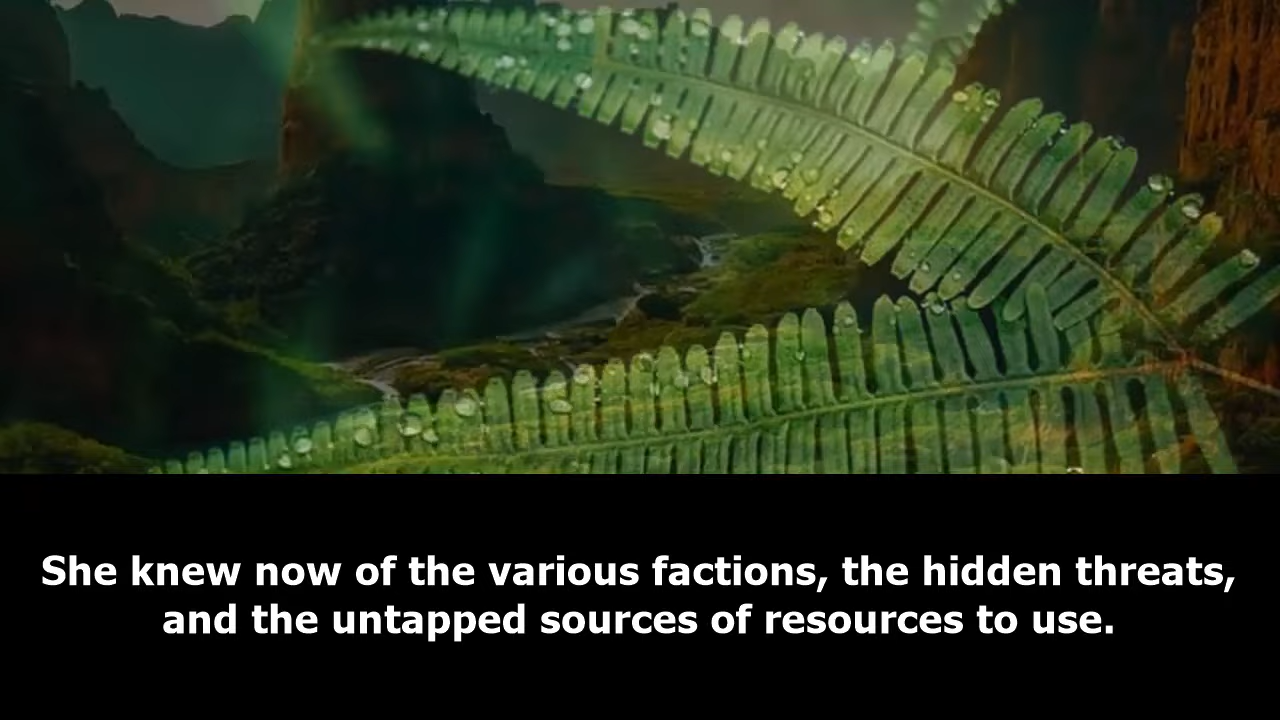 She knew now of the various factions, the hidden threats,
and the untapped sources of resources to use.